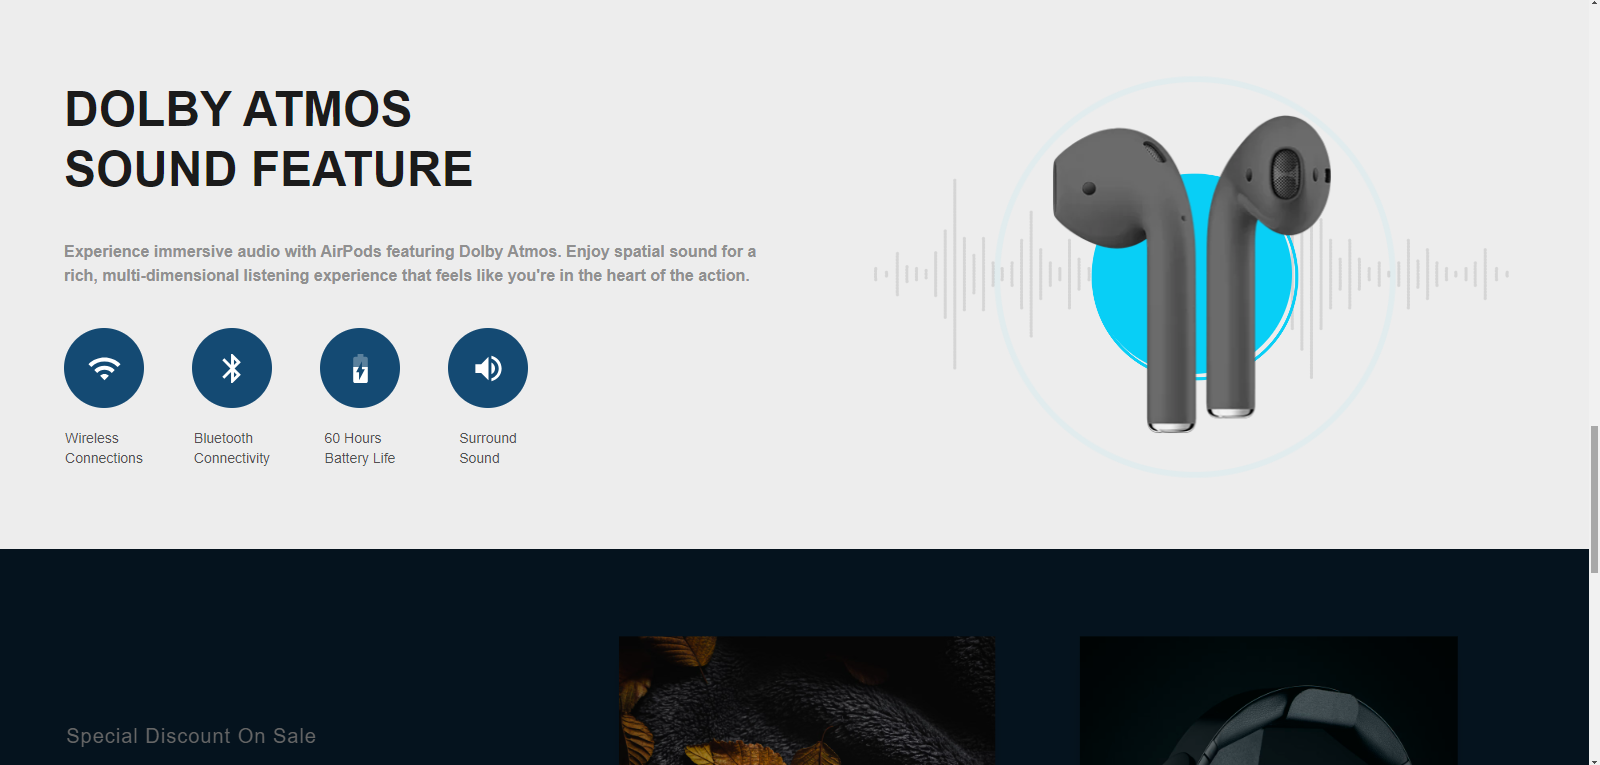 DOLBY ATMOS
SOUND FEATURE
Experience immersive audio with AirPods featuring Dolby Atmos. Enjoy spatial sound for a
rich, multi-dimensional listening experience that feels like you're in the heart of the action.
Wireless
Connections
Bluetooth
Connectivity
60 Hours
Battery Life
Surround
Sound
Special Discount On Sale